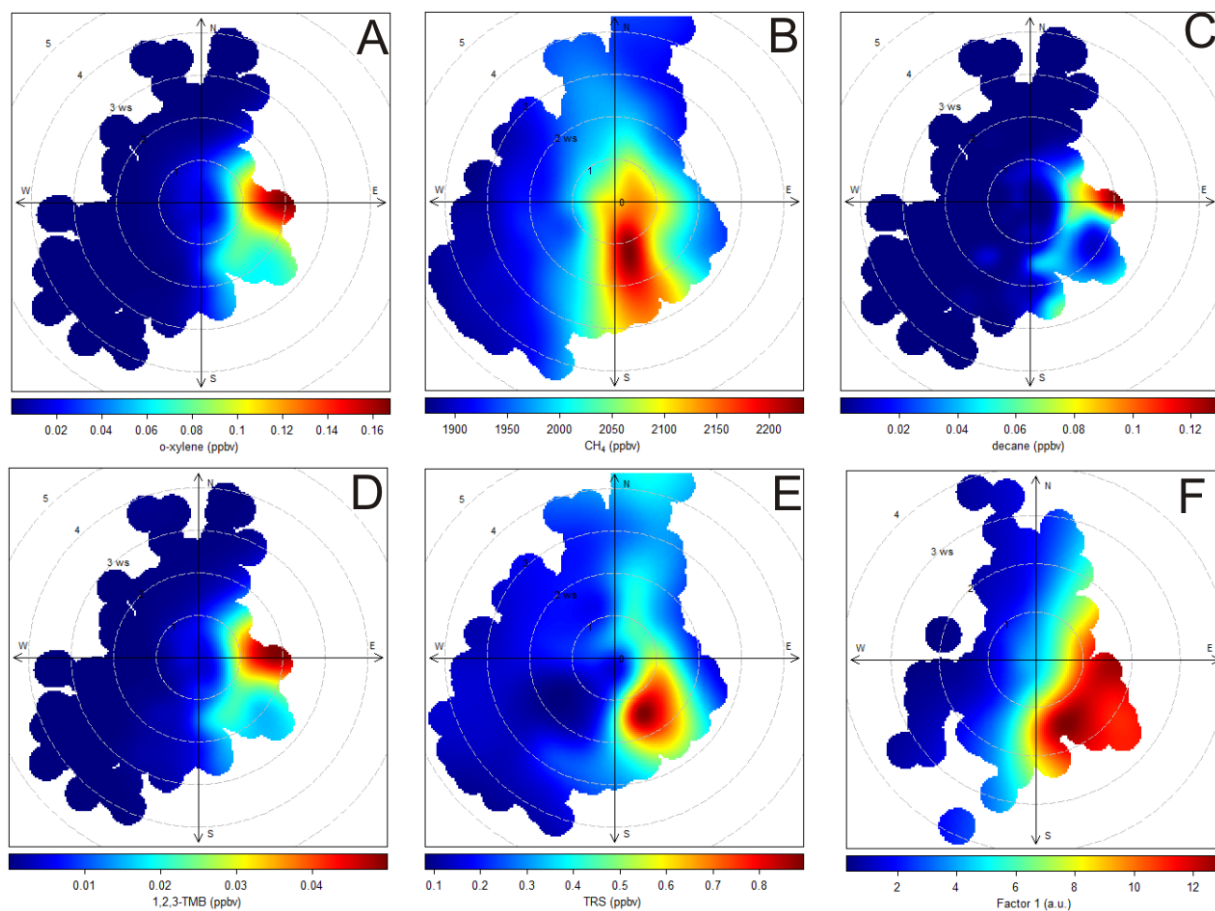 A
N
5
4
3 ws
W
E
S
0.02 0.04 0.06 0.08 0.1 0.12 0.14 0.16
o-xylene (ppbv)
B
N
3 ws
1
0
W
E
S
1900 1950 2000 2050 2100 2150 2200
CH₄ (ppbv)
C
N
5
4
3 ws
W
E
S
0.02 0.04 0.06 0.08 0.1 0.12
decane (ppbv)
D
N
5
4
3 ws
W
E
S
0.01 0.02 0.03 0.04
1,2,3-TMB (ppbv)
E
N
0
W
E
S
0.1 0.2 0.3 0.4 0.5 0.6 0.7 0.8
TRS (ppbv)
F
N
4
3 ws
2
W
E
S
2 4 6 8 10 12
Factor 1 (a.u.)